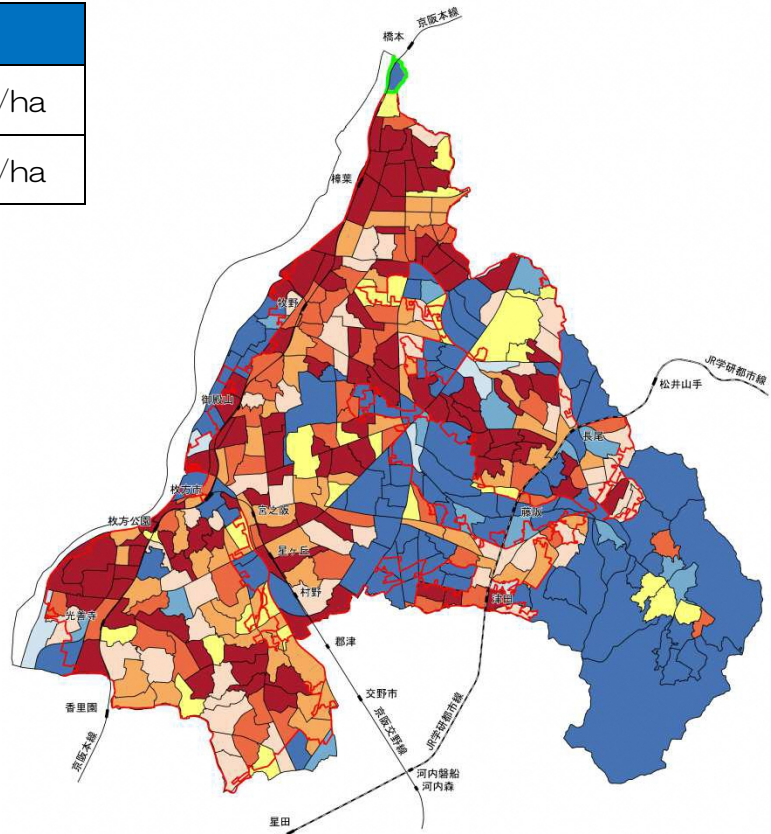 /ha
/ha
京阪本線
橋本
樟葉
牧野
御殿山
JR学研都市線
松井山手
長尾
枚方市
枚方公園
宮之阪
藤阪
星ヶ丘
村野
津田
光善寺
郡津
交野市
香里園
京阪本線
京阪交野線
JR学研都市線
河内磐船
河内森
星田